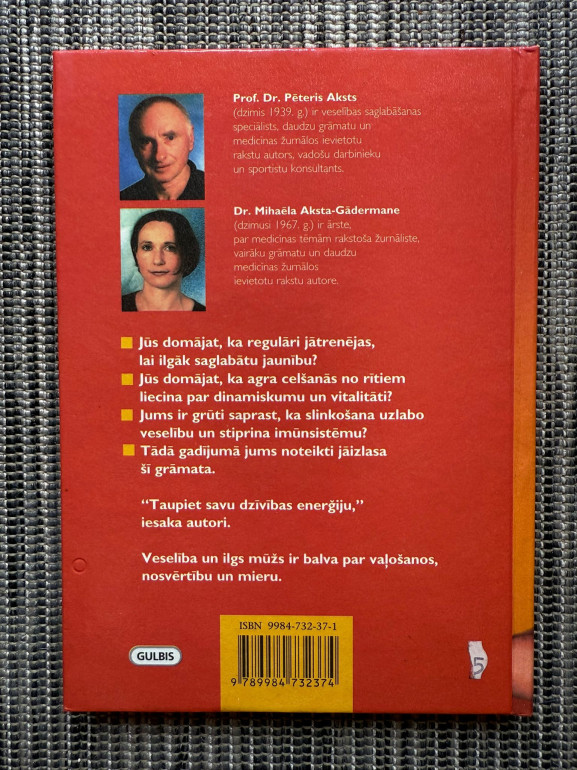 Prof. Dr. Pēteris Aksts
(dzimis 1939. g.) ir veselības saglabāšanas
speciālists, daudzu grāmatu un
medicīnas žurnālos ievietotu
rakstu autors, vadošu darbinieku
un sportistu konsultants.
Dr. Mihaēla Aksta-Gādermane
(dzimusi 1967. g.) ir ārste,
par medicīnas tēmām rakstoša žurnāliste,
vairāku grāmatu un daudzu
medicīnas žurnālos
ievietotu rakstu autore.
Jūs domājat, ka regulāri jātrenējas,
lai ilgāk saglabātu jaunību?
Jūs domājat, ka agra celšanās no rītiem
liecina par dinamiskumu un vitalitāti?
Jums ir grūti saprast, ka slinkošana uzlabo
veselību un stiprina imūnsistēmu?
Tādā gadījumā jums noteikti jāizlasa
šī grāmata.
“Taupiet savu dzīvības enerģiju,”
iesaka autori.
Veselība un ilgs mūžs ir balva par vaļošanos,
nosvērtību un mieru.
ISBN 9984-732-37-1
GULBIS
9 789984 732374
5